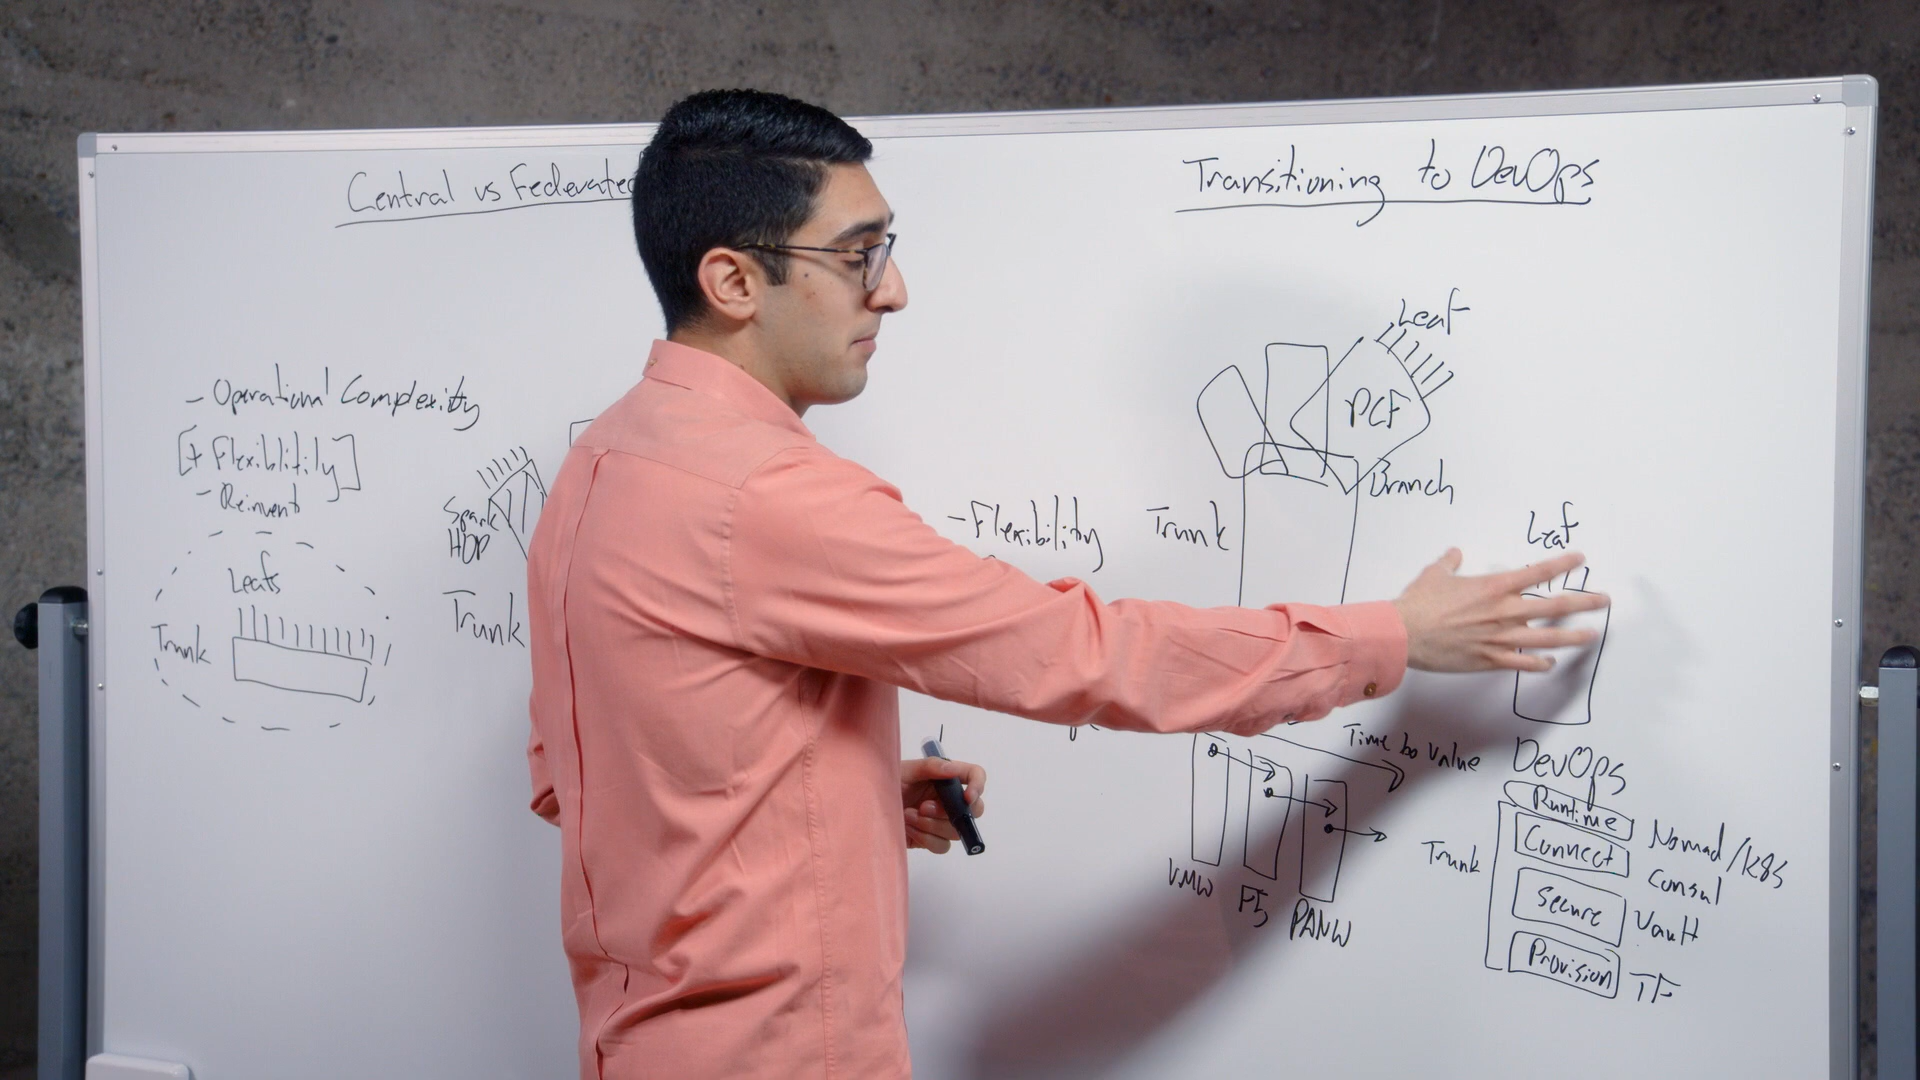 Central vs Federated
Transitioning to DevOps
- Operational Complexity
[+ Flexiblitily]
- Reinvent
Leafs
Trunk
Spark
HDP
Trunk
- Flexibility
Leaf
PCF
Branch
Trunk
Leaf
Time to Value
VMW
F5
PANW
DevOps
Runtime
Nomad/K8S
Connect
Consul
Trunk
Secure
Vault
Provision
TF